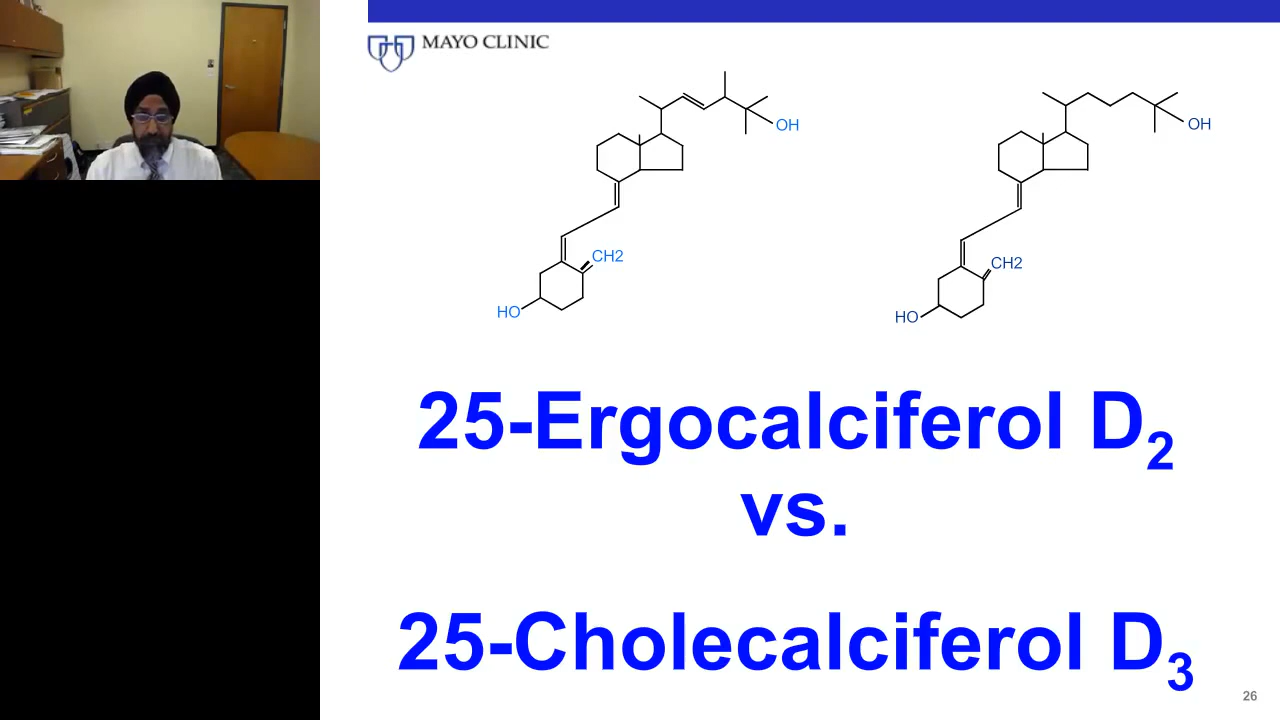 MAYO CLINIC
OH
OH
CH2
CH2
HO
HO
25-Ergocalciferol D₂
vs.
25-Cholecalciferol D₃
26